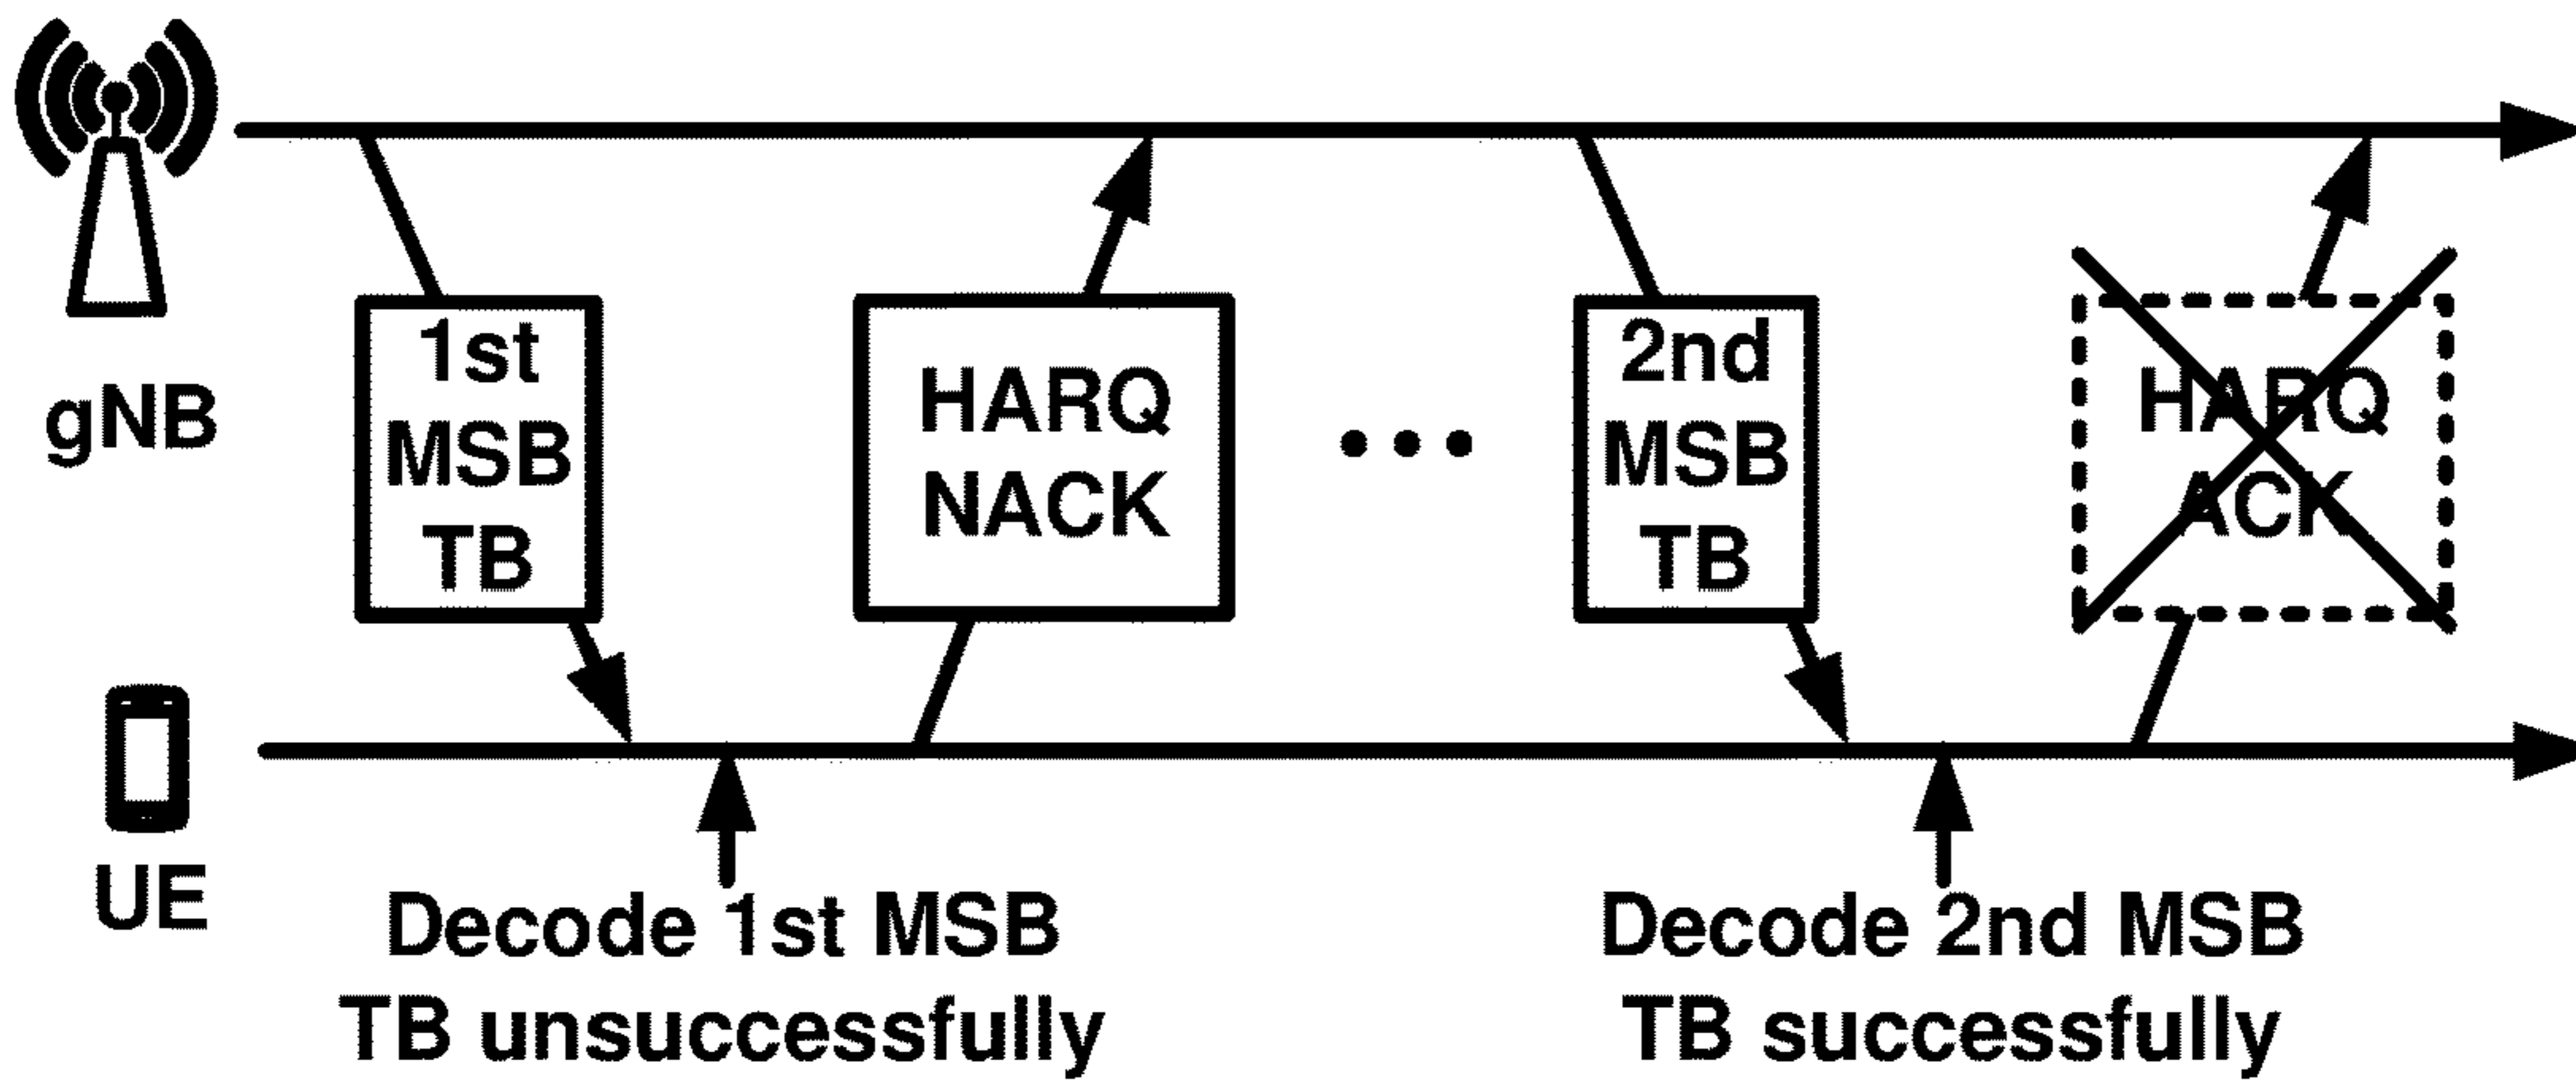 gNB
1st
MSB
TB
HARQ
NACK
2nd
MSB
TB
HARQ
ACK
UE
Decode 1st MSB
TB unsuccessfully
Decode 2nd MSB
TB successfully